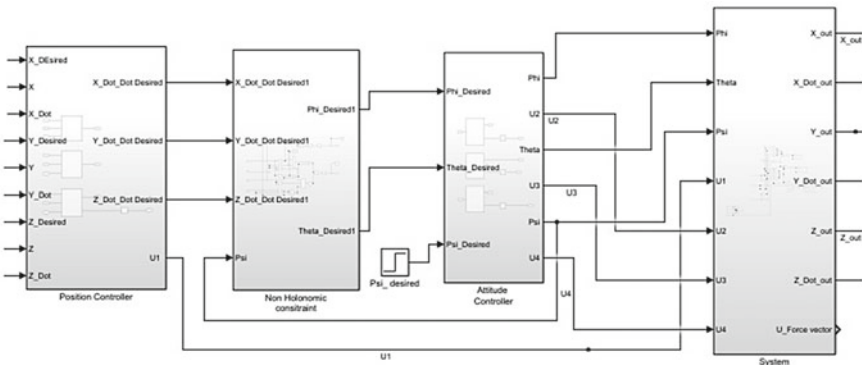 X_DEsired
X
X_Dot
Y_Desired
Y
Y_Dot
Z_Desired
Z
Z_Dot
X_Dot_Dot Desired
Y_Dot_Dot Desired
Z_Dot_Dot Desired
U1
Position Controller
X_Dot_Dot Desired1
Y_Dot_Dot Desired1
Z_Dot_Dot Desired1
Psi
Phi_Desired1
Theta_Desired1
Non Holonomic
consitraint
Psi_ desired
Phi_Desired
Theta_Desired
Psi_Desired
Phi
U2
Theta
U3
Psi
U4
Attitude
Controller
U2
U3
U4
U1
Phi
Theta
Psi
U1
U2
U3
U4
X_out
X_Dot_out
Y_out
Y_Dot_out
Z_out
Z_Dot_out
U_Force vector
System
X_out
Z_out